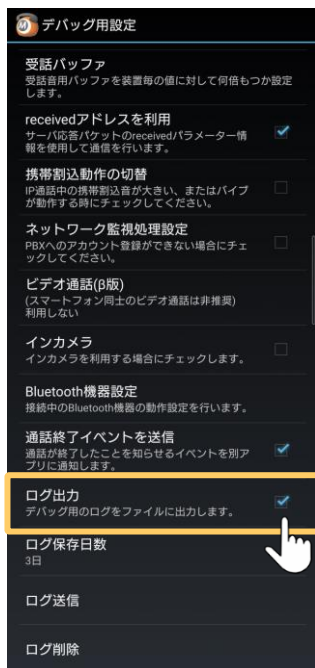 デバッグ用設定
受話バッファ
受話音用バッファを装置毎の値に対して何倍もつか設定
します。
receivedアドレスを利用
サーバ応答パケットのreceivedパラメーター情
報を使用して通信を行います。
携帯割込動作の切替
IP通話中の携帯割込音が大きい、またはバイブ
が動作する時にチェックしてください。
ネットワーク監視処理設定
PBXへのアカウント登録ができない場合にチェ
ックしてください。
ビデオ通話(β版)
(スマートフォン同士のビデオ通話は非推奨)
利用しない
インカメラ
インカメラを利用する場合にチェックします。
Bluetooth機器設定
接続中のBluetooth機器の動作設定を行います。
通話終了イベントを送信
通話が終了したことを知らせるイベントを別ア
プリに通知します。
ログ出力
デバッグ用のログをファイルに出力します。
ログ保存日数
3日
ログ送信
ログ削除